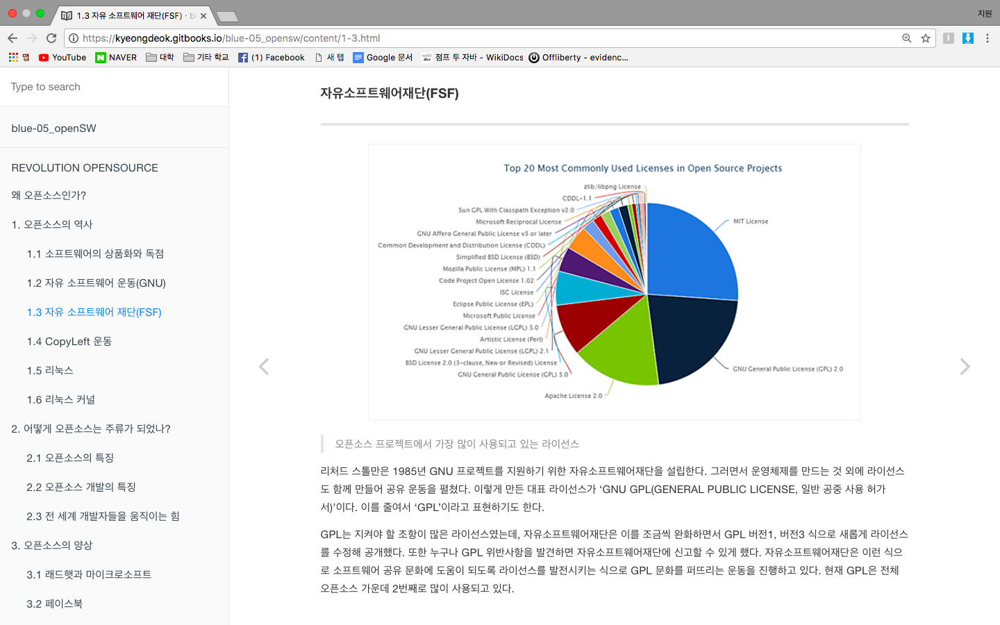 1.3 자유 소프트웨어 재단(FSF) · bl
지원
https://kyeongdeok.gitbooks.io/blue-05_opensw/content/1-3.html
앱
YouTube
NAVER
대학
기타 학교
(1) Facebook
새 탭
Google 문서
점프 투 자바 - WikiDocs
Offliberty - evidenc...
Type to search
blue-05_openSW
REVOLUTION OPENSOURCE
왜 오픈소스인가?
1. 오픈소스의 역사
1.1 소프트웨어의 상품화와 독점
1.2 자유 소프트웨어 운동(GNU)
1.3 자유 소프트웨어 재단(FSF)
1.4 CopyLeft 운동
1.5 리눅스
1.6 리눅스 커널
2. 어떻게 오픈소스는 주류가 되었나?
2.1 오픈소스의 특징
2.2 오픈소스 개발의 특징
2.3 전 세계 개발자들을 움직이는 힘
3. 오픈소스의 양상
3.1 래드햇과 마이크로소프트
3.2 페이스북
자유소프트웨어재단(FSF)
Top 20 Most Commonly Used Licenses in Open Source Projects
zlib/libpng License
CDDL-1.1
Sun GPL With Classpath Exception v2.0
Microsoft Reciprocal License
GNU Affero General Public License v3 or later
Common Development and Distribution License (CDDL)
Simplified BSD License (BSD)
Mozilla Public License (MPL) 1.1
Code Project Open License 1.02
ISC License
Eclipse Public License (EPL)
Microsoft Public License
GNU Lesser General Public License (LGPL) 3.0
Artistic License (Perl)
GNU Lesser General Public License (LGPL) 2.1
BSD License 2.0 (3-clause, New or Revised) License
GNU General Public License (GPL) 3.0
Apache License 2.0
MIT License
GNU General Public License (GPL) 2.0
오픈소스 프로젝트에서 가장 많이 사용되고 있는 라이선스
리처드 스톨만은 1985년 GNU 프로젝트를 지원하기 위한 자유소프트웨어재단을 설립한다. 그러면서 운영체제를 만드는 것 외에 라이선스
도 함께 만들어 공유 운동을 펼쳤다. 이렇게 만든 대표 라이선스가 ‘GNU GPL(GENERAL PUBLIC LICENSE, 일반 공중 사용 허가
서)’이다. 이를 줄여서 ‘GPL’이라고 표현하기도 한다.
GPL는 지켜야 할 조항이 많은 라이선스였는데, 자유소프트웨어재단은 이를 조금씩 완화하면서 GPL 버전1, 버전3 식으로 새롭게 라이선스
를 수정해 공개했다. 또한 누구나 GPL 위반사항을 발견하면 자유소프트웨어재단에 신고할 수 있게 했다. 자유소프트웨어재단은 이런 식으
로 소프트웨어 공유 문화에 도움이 되도록 라이선스를 발전시키는 식으로 GPL 문화를 퍼뜨리는 운동을 진행하고 있다. 현재 GPL은 전체
오픈소스 가운데 2번째로 많이 사용되고 있다.